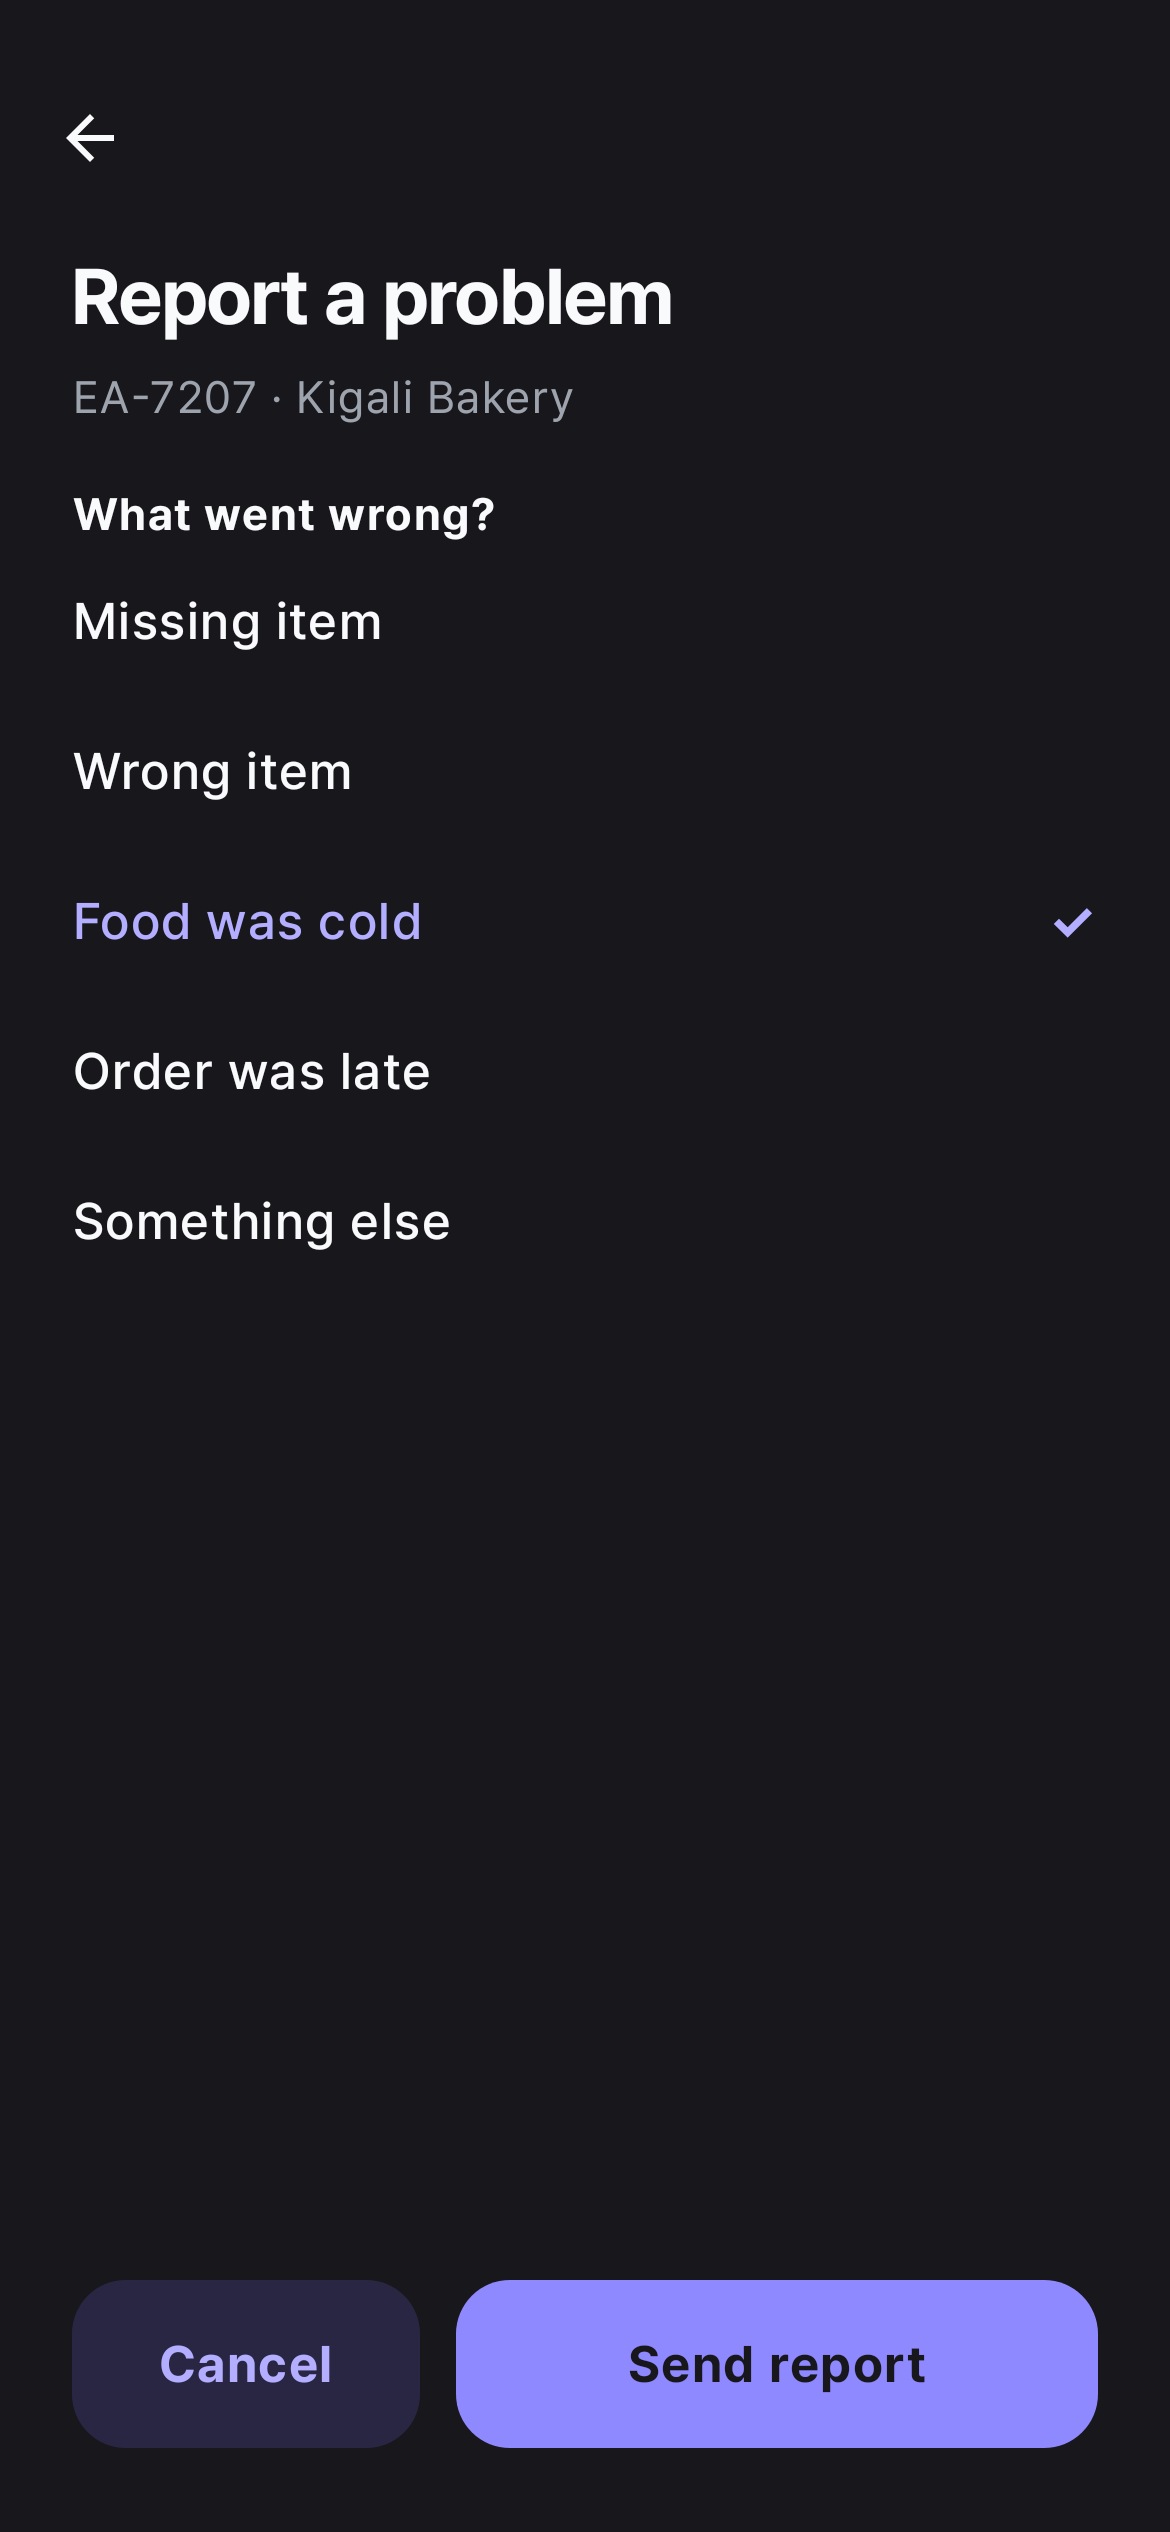 Report a problem
EA-7207 · Kigali Bakery
What went wrong?
Missing item
Wrong item
Food was cold
Order was late
Something else
Cancel
Send report